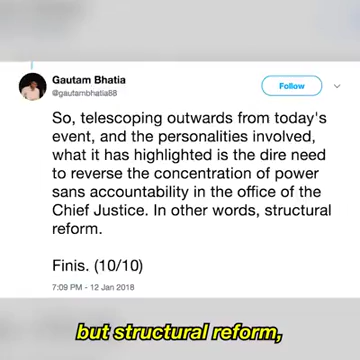 Gautam Bhatia
@gautambhatia88
Follow
So, telescoping outwards from today's
event, and the personalities involved,
what it has highlighted is the dire need
to reverse the concentration of power
sans accountability in the office of the
Chief Justice. In other words, structural
reform.
Finis. (10/10)
7:09 PM - 12 Jan 2018
but structural reform,